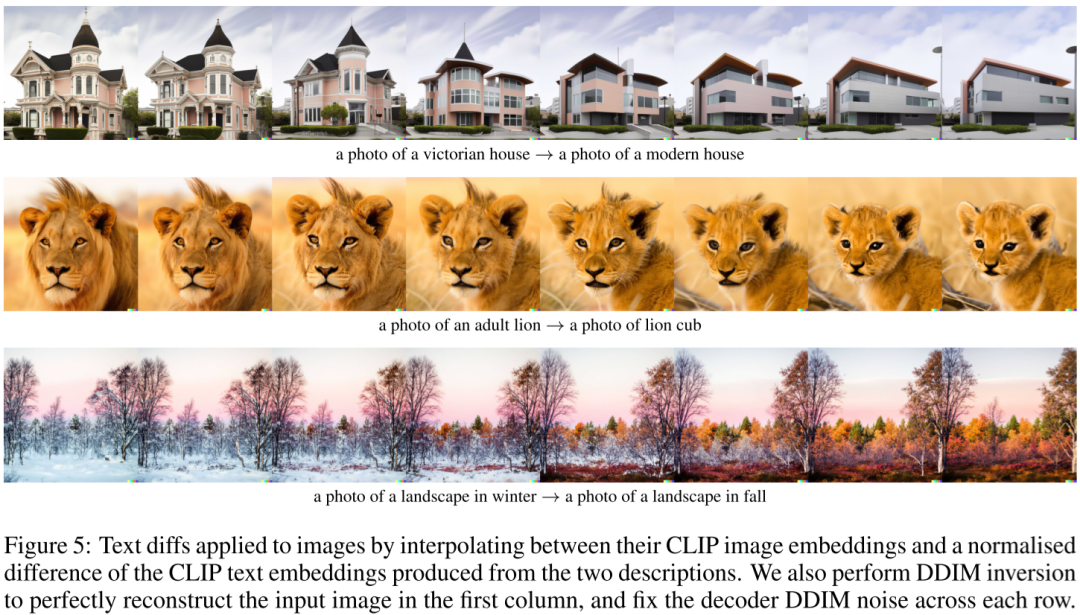 a photo of a victorian house → a photo of a modern house
a photo of an adult lion → a photo of lion cub
a photo of a landscape in winter → a photo of a landscape in fall
Figure 5: Text diffs applied to images by interpolating between their CLIP image embeddings and a normalised
difference of the CLIP text embeddings produced from the two descriptions. We also perform DDIM inversion
to perfectly reconstruct the input image in the first column, and fix the decoder DDIM noise across each row.